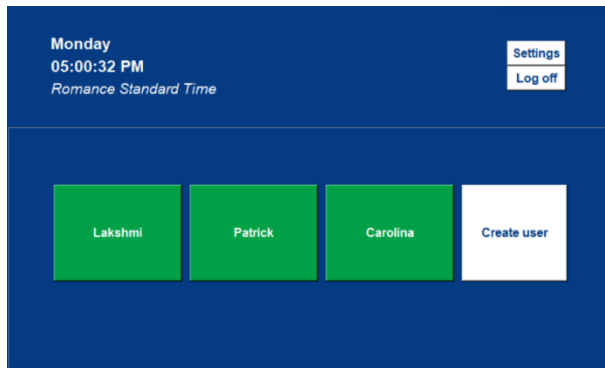 Monday
05:00:32 PM
Romance Standard Time
Settings
Log off
Lakshmi
Patrick
Carolina
Create user